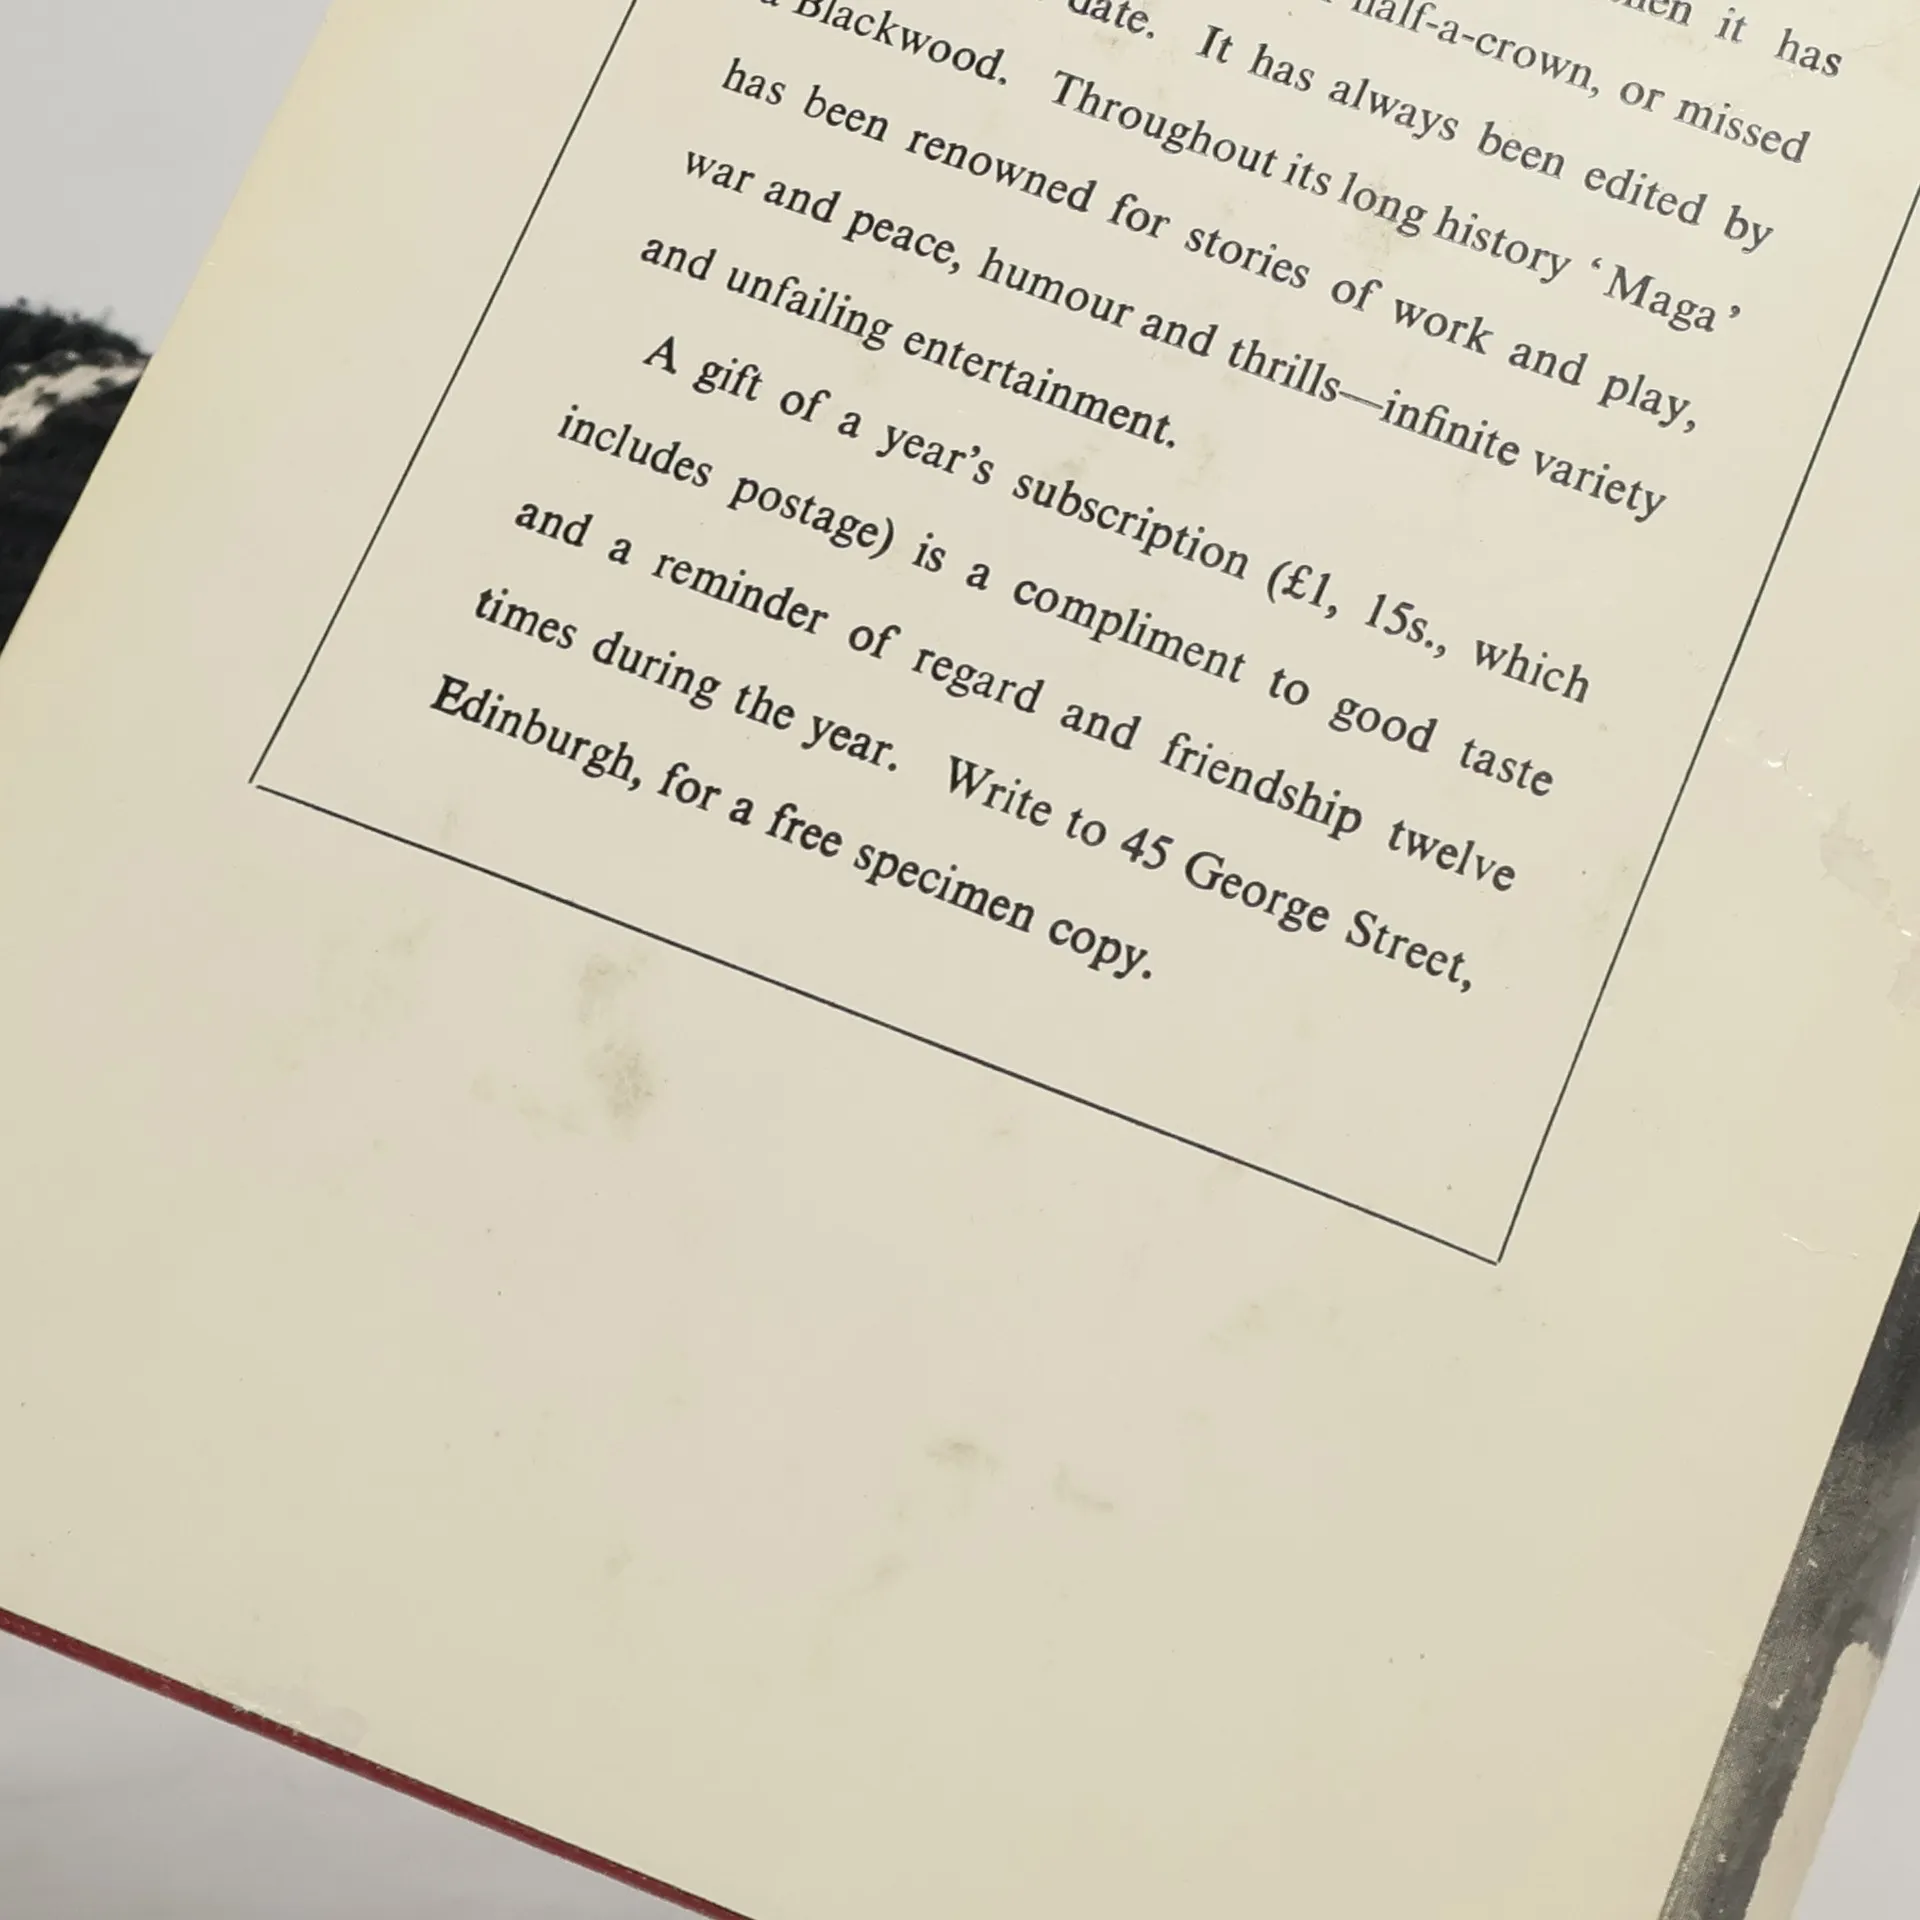 it has
half-a-crown, or missed
date. It has always been edited by
a Blackwood. Throughout its long history ‘Maga’
has been renowned for stories of work and play,
war and peace, humour and thrills—infinite variety
and unfailing entertainment.
A gift of a year’s subscription (£1, 15s., which
includes postage) is a compliment to good taste
and a reminder of regard and friendship twelve
times during the year. Write to 45 George Street,
Edinburgh, for a free specimen copy.